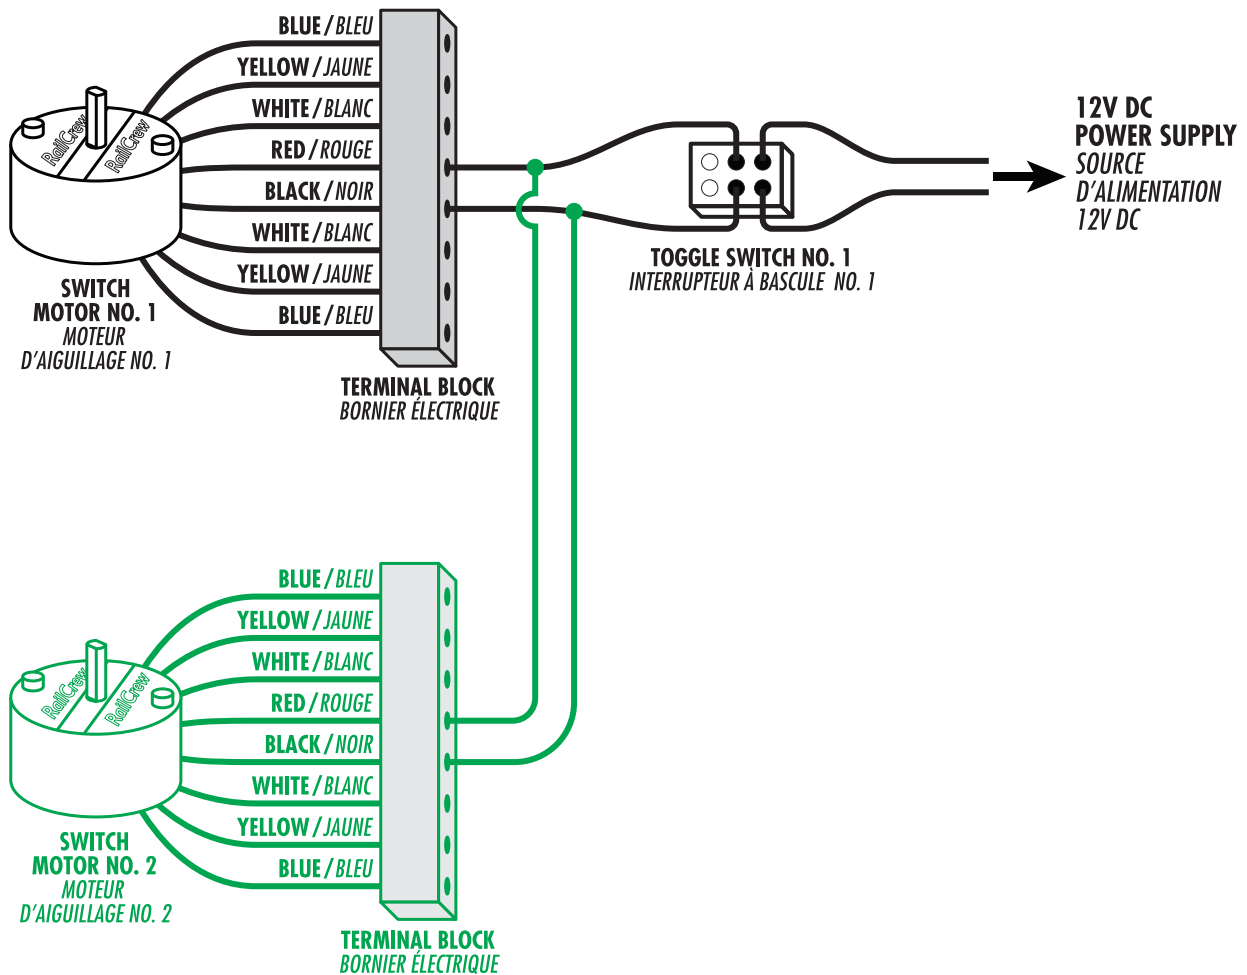 BLUE / BLEU
YELLOW / JAUNE
WHITE / BLANC
RED / ROUGE
BLACK / NOIR
WHITE / BLANC
YELLOW / JAUNE
BLUE / BLEU
RailCrew
RailCrew
SWITCH
MOTOR NO. 1
MOTEUR
D'AIGUILLAGE NO. 1
TERMINAL BLOCK
BORNIER ÉLECTRIQUE
TOGGLE SWITCH NO. 1
INTERRUPTEUR À BASCULE NO. 1
12V DC
POWER SUPPLY
SOURCE
D'ALIMENTATION
12V DC
BLUE / BLEU
YELLOW / JAUNE
WHITE / BLANC
RED / ROUGE
BLACK / NOIR
WHITE / BLANC
YELLOW / JAUNE
BLUE / BLEU
RailCrew
RailCrew
SWITCH
MOTOR NO. 2
MOTEUR
D'AIGUILLAGE NO. 2
TERMINAL BLOCK
BORNIER ÉLECTRIQUE